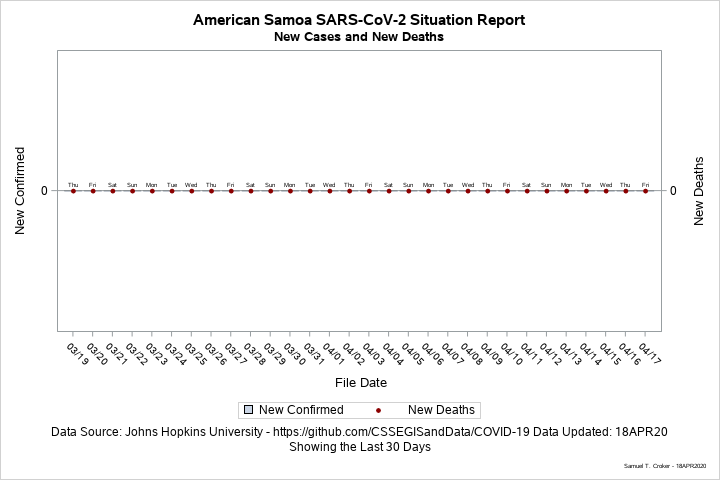 American Samoa SARS-CoV-2 Situation Report
New Cases and New Deaths
New Confirmed
0
Thu Fri Sat Sun Mon Tue Wed Thu Fri Sat Sun Mon Tue Wed Thu Fri Sat Sun Mon Tue Wed Thu Fri Sat Sun Mon Tue Wed Thu Fri
0
New Deaths
03/19 03/20 03/21 03/22 03/23 03/24 03/25 03/26 03/27 03/28 03/29 03/30 03/31 04/01 04/02 04/03 04/04 04/05 04/06 04/07 04/08 04/09 04/10 04/11 04/12 04/13 04/14 04/15 04/16 04/17
File Date
New Confirmed New Deaths
Data Source: Johns Hopkins University - https://github.com/CSSEGISandData/COVID-19 Data Updated: 18APR20
Showing the Last 30 Days
Samuel T. Croker - 18APR2020